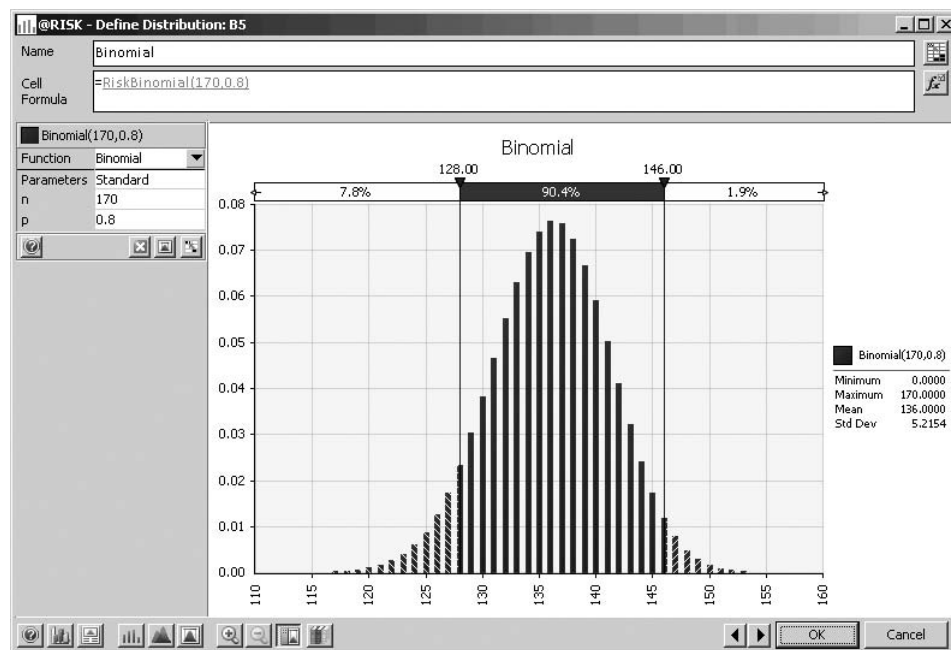 @RISK - Define Distribution: B5
Name Binomial
Cell Formula =RiskBinomial(170,0.8)
Binomial(170,0.8)
Function Binomial
Parameters Standard
n 170
p 0.8
Binomial
128.00 146.00
7.8% 90.4% 1.9%
0.08
0.07
0.06
0.05
0.04
0.03
0.02
0.01
0.00
110 115 120 125 130 135 140 145 150 155 160
Binomial(170,0.8)
Minimum 0.0000
Maximum 170.0000
Mean 136.0000
Std Dev 5.2154
OK Cancel